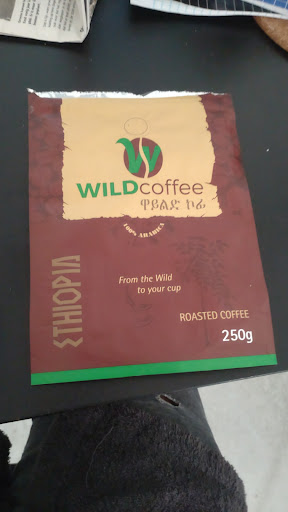 WILDcoffee
ዋይልድ ኮፊ
100% ARABICA
From the Wild
to your cup
ETHIOPIA
ROASTED COFFEE
250g